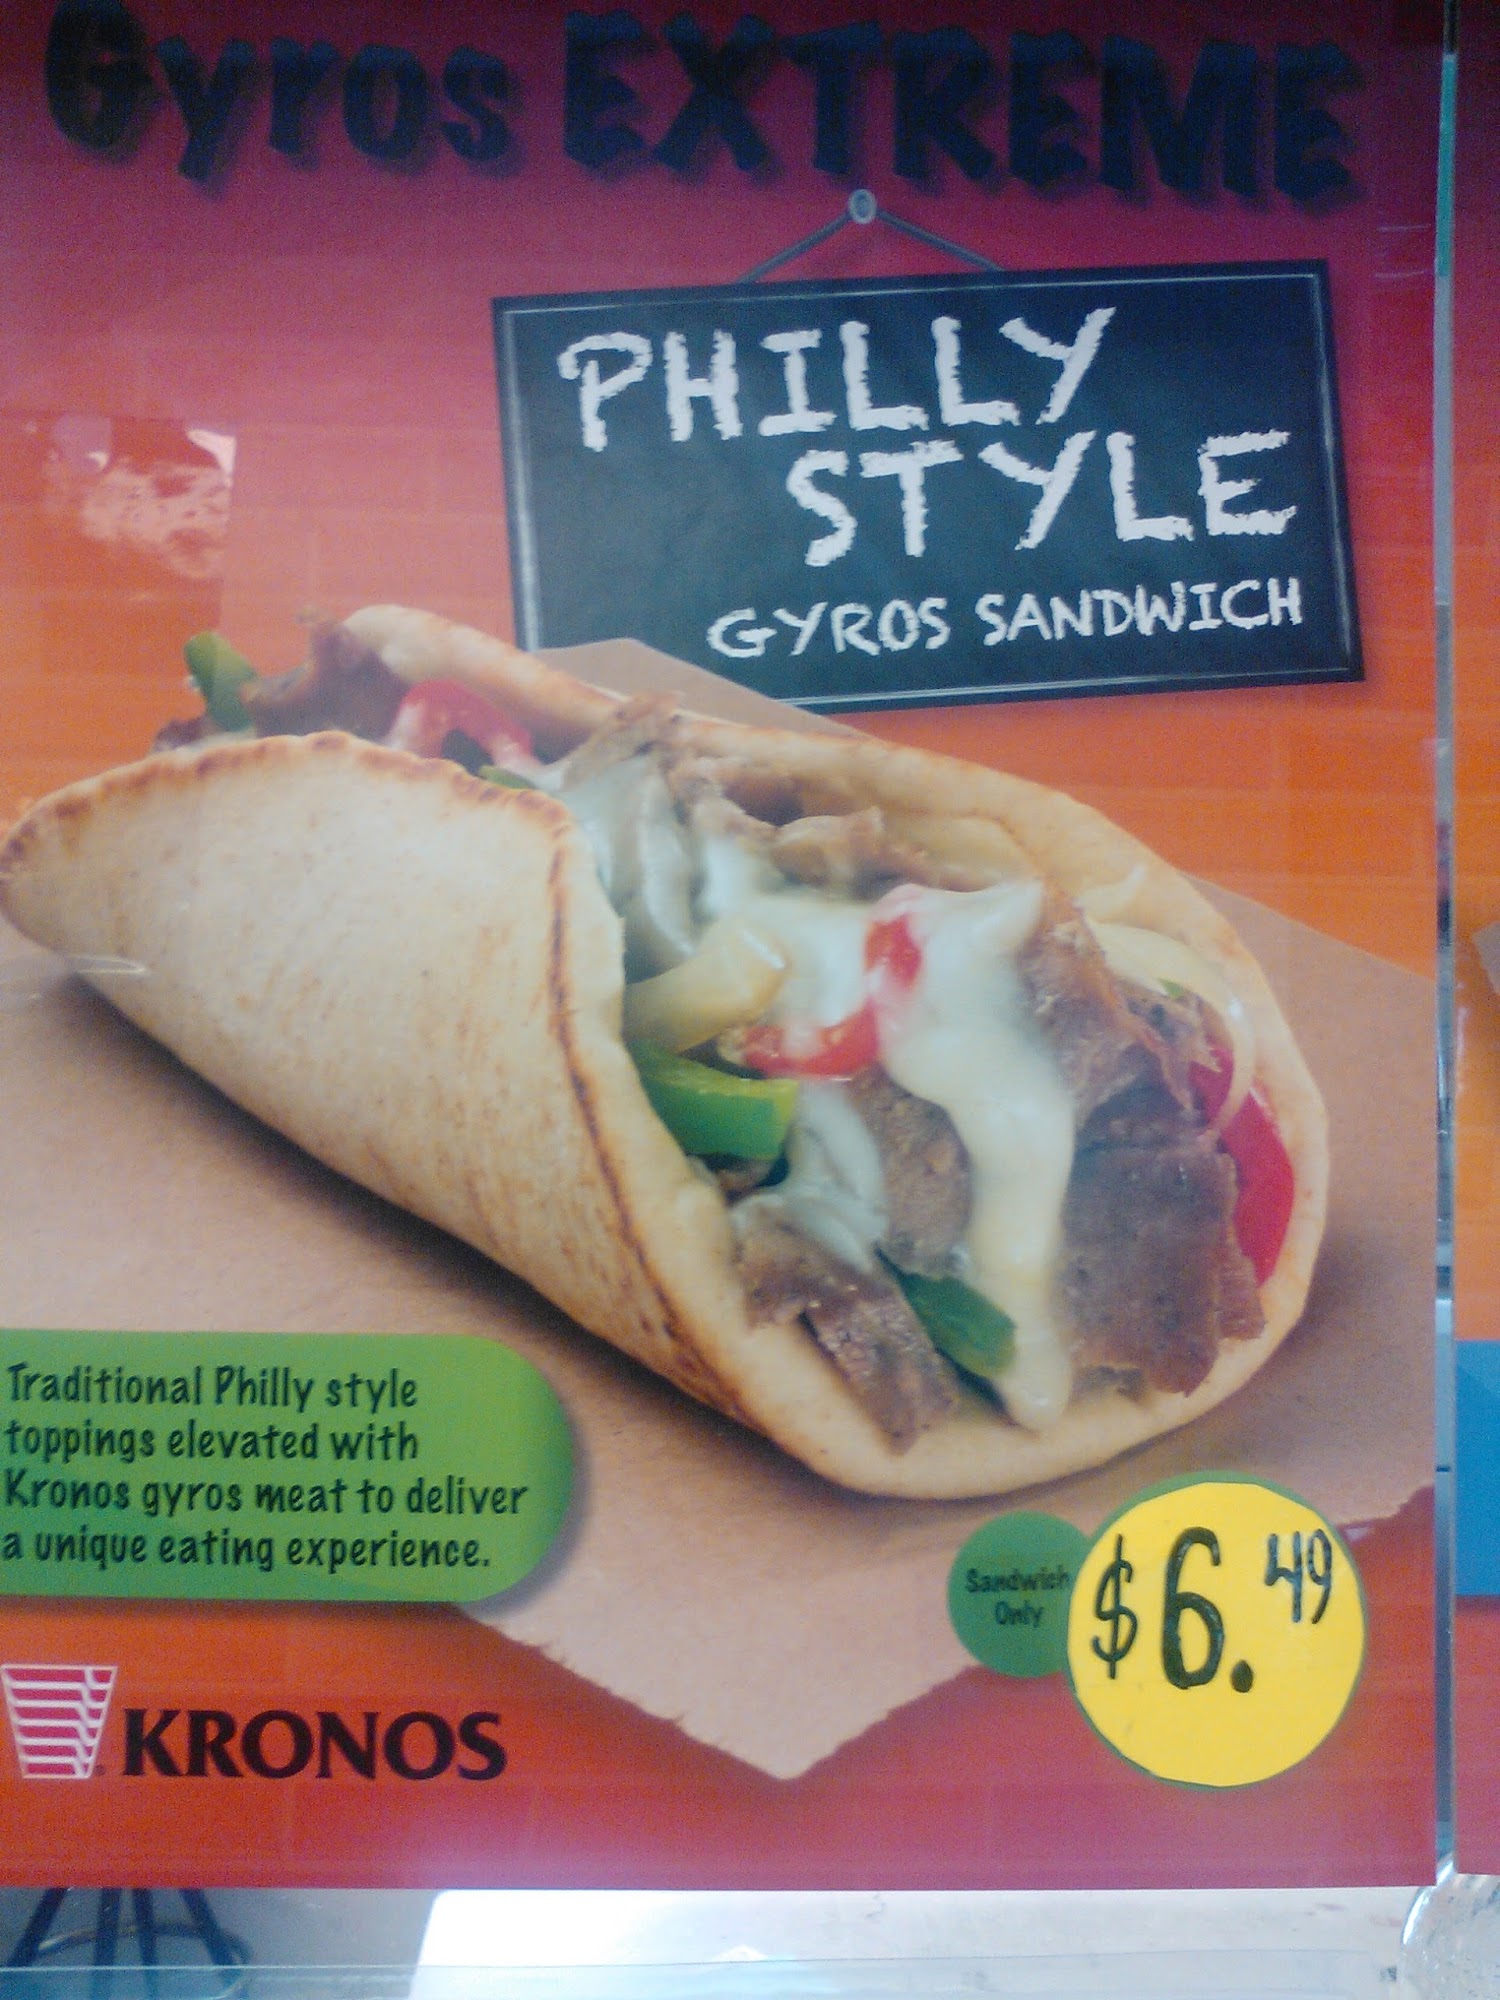 Gyros EXTREME
PHILLY
STYLE
GYROS SANDWICH
Traditional Philly style
toppings elevated with
Kronos gyros meat to deliver
a unique eating experience.
Sandwich
Only
$6.49
KRONOS